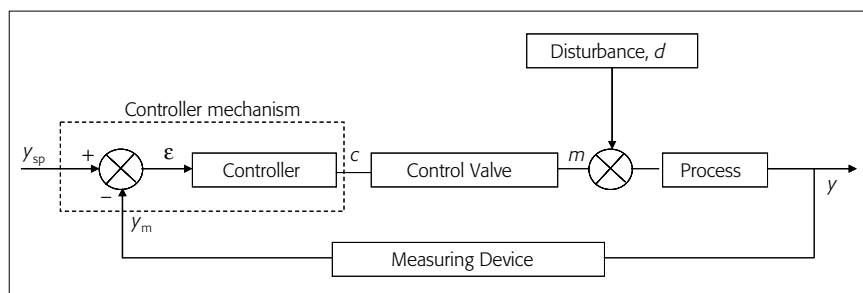 Disturbance, d
Controller mechanism
y_sp
+
ε
Controller
c
Control Valve
m
Process
y
−
y_m
Measuring Device